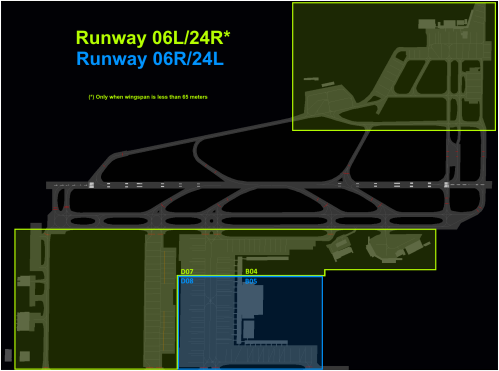 Runway 06L/24R*
Runway 06R/24L
(*) Only when wingspan is less than 65 meters
D07 B04
D08 B05